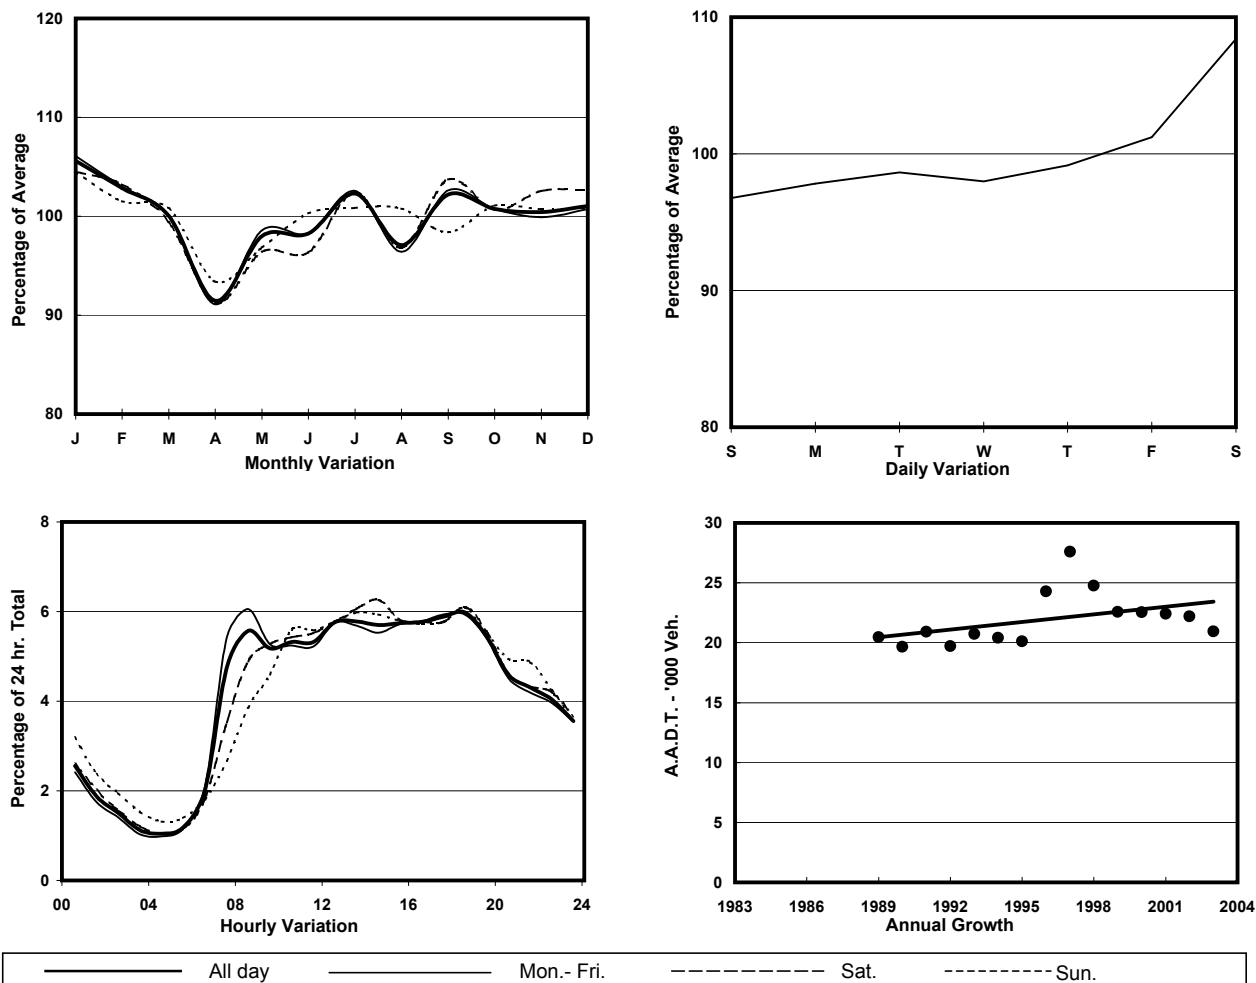 120
110
100
90
80
Percentage of Average
J F M A M J J A S O N D
Monthly Variation
110
100
90
80
Percentage of Average
S M T W T F S
Daily Variation
8
6
4
2
0
Percentage of 24 hr. Total
00 04 08 12 16 20 24
Hourly Variation
30
25
20
15
10
5
0
A.A.D.T. - '000 Veh.
1983 1986 1989 1992 1995 1998 2001 2004
Annual Growth
All day Mon.- Fri. Sat. Sun.